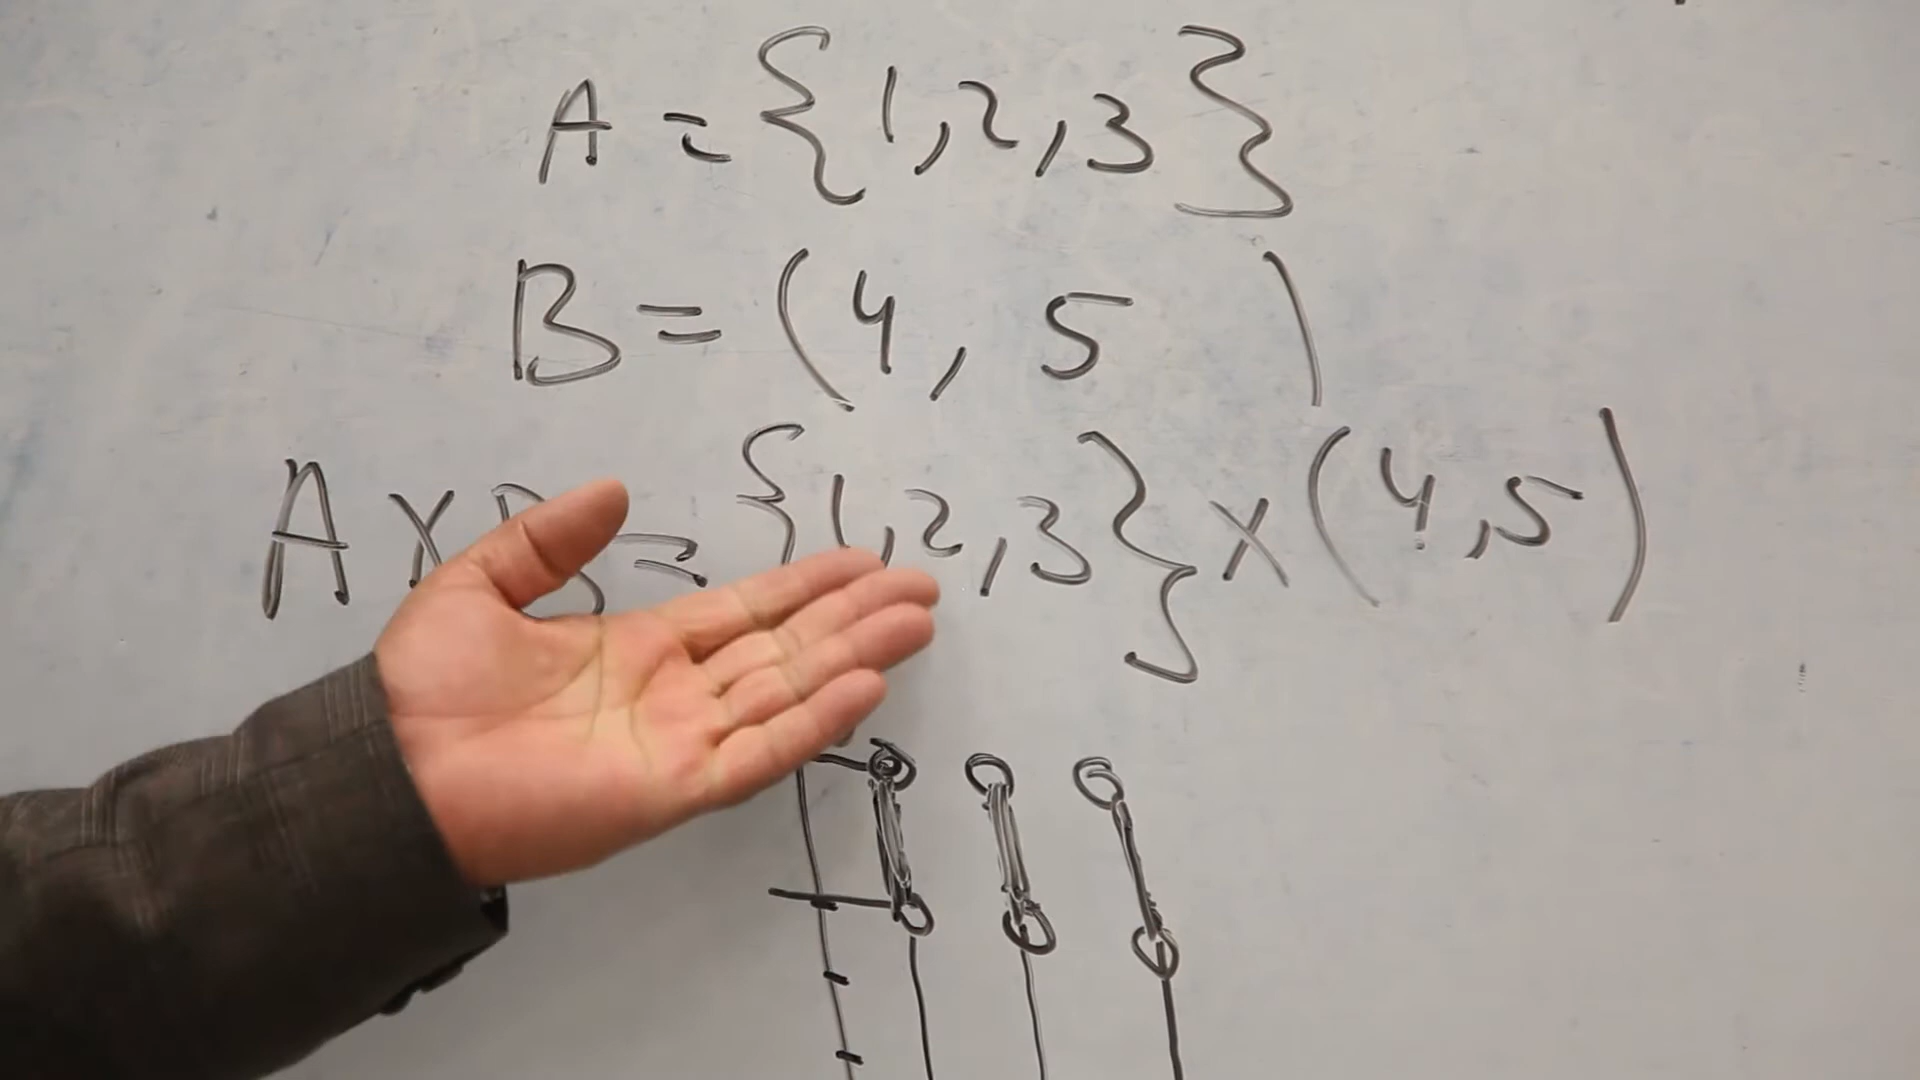 A = {1,2,3}
B = (4, 5 )
A x B = {1,2,3} x (4,5)